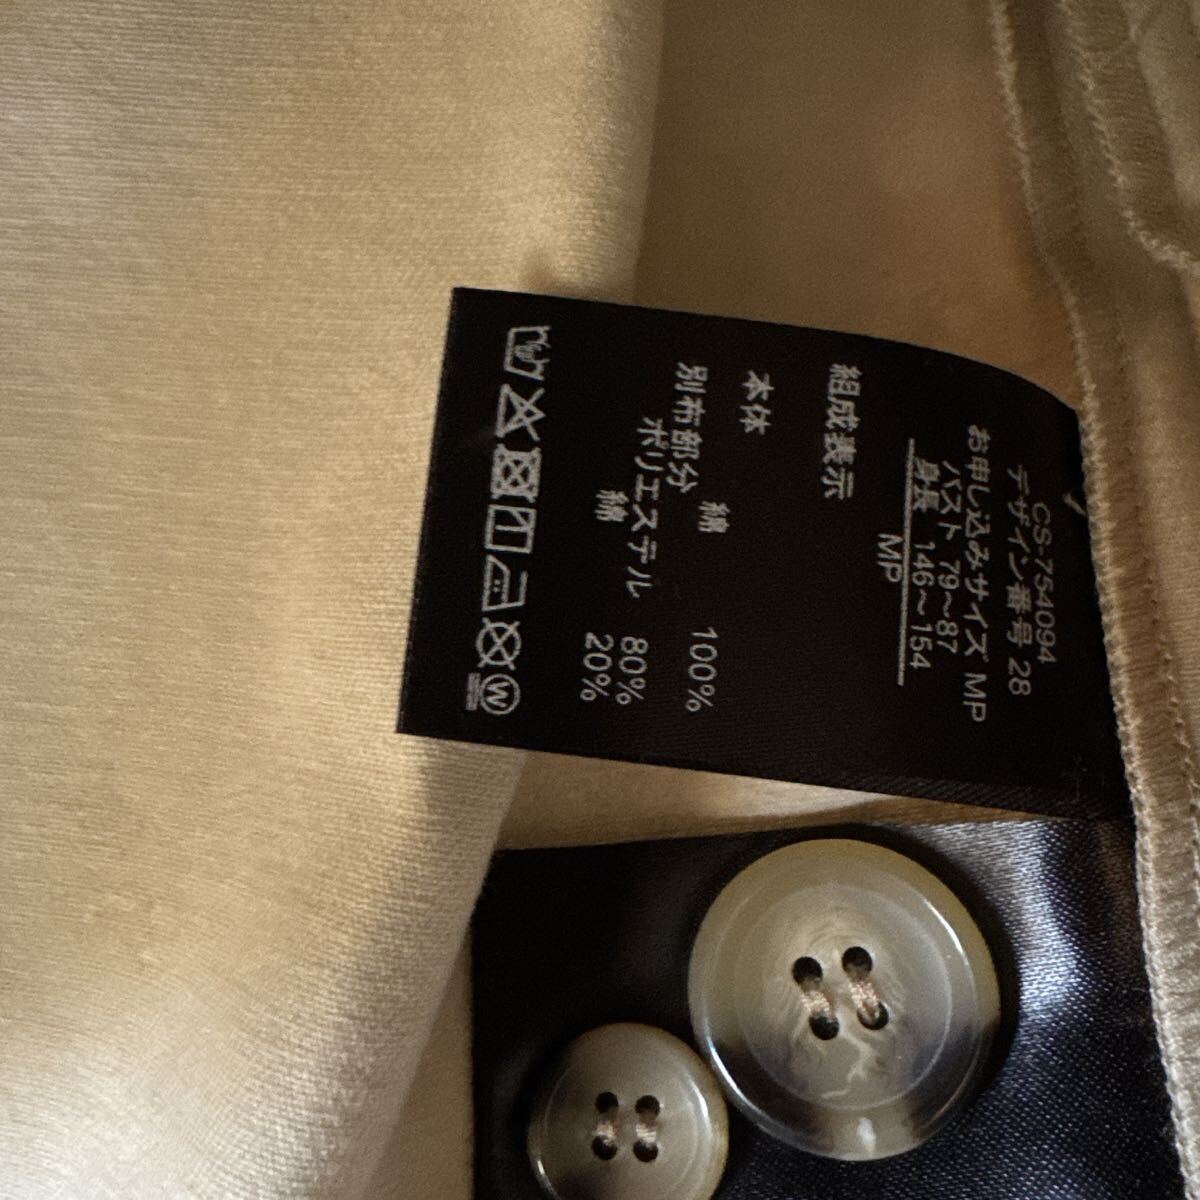 CS-754094
デザイン番号 28
お申し込みサイズ MP
バスト 79～87
身長 146～154
MP
組成表示
本体
綿 100%
別布部分
ポリエステル 80%
綿 20%
W